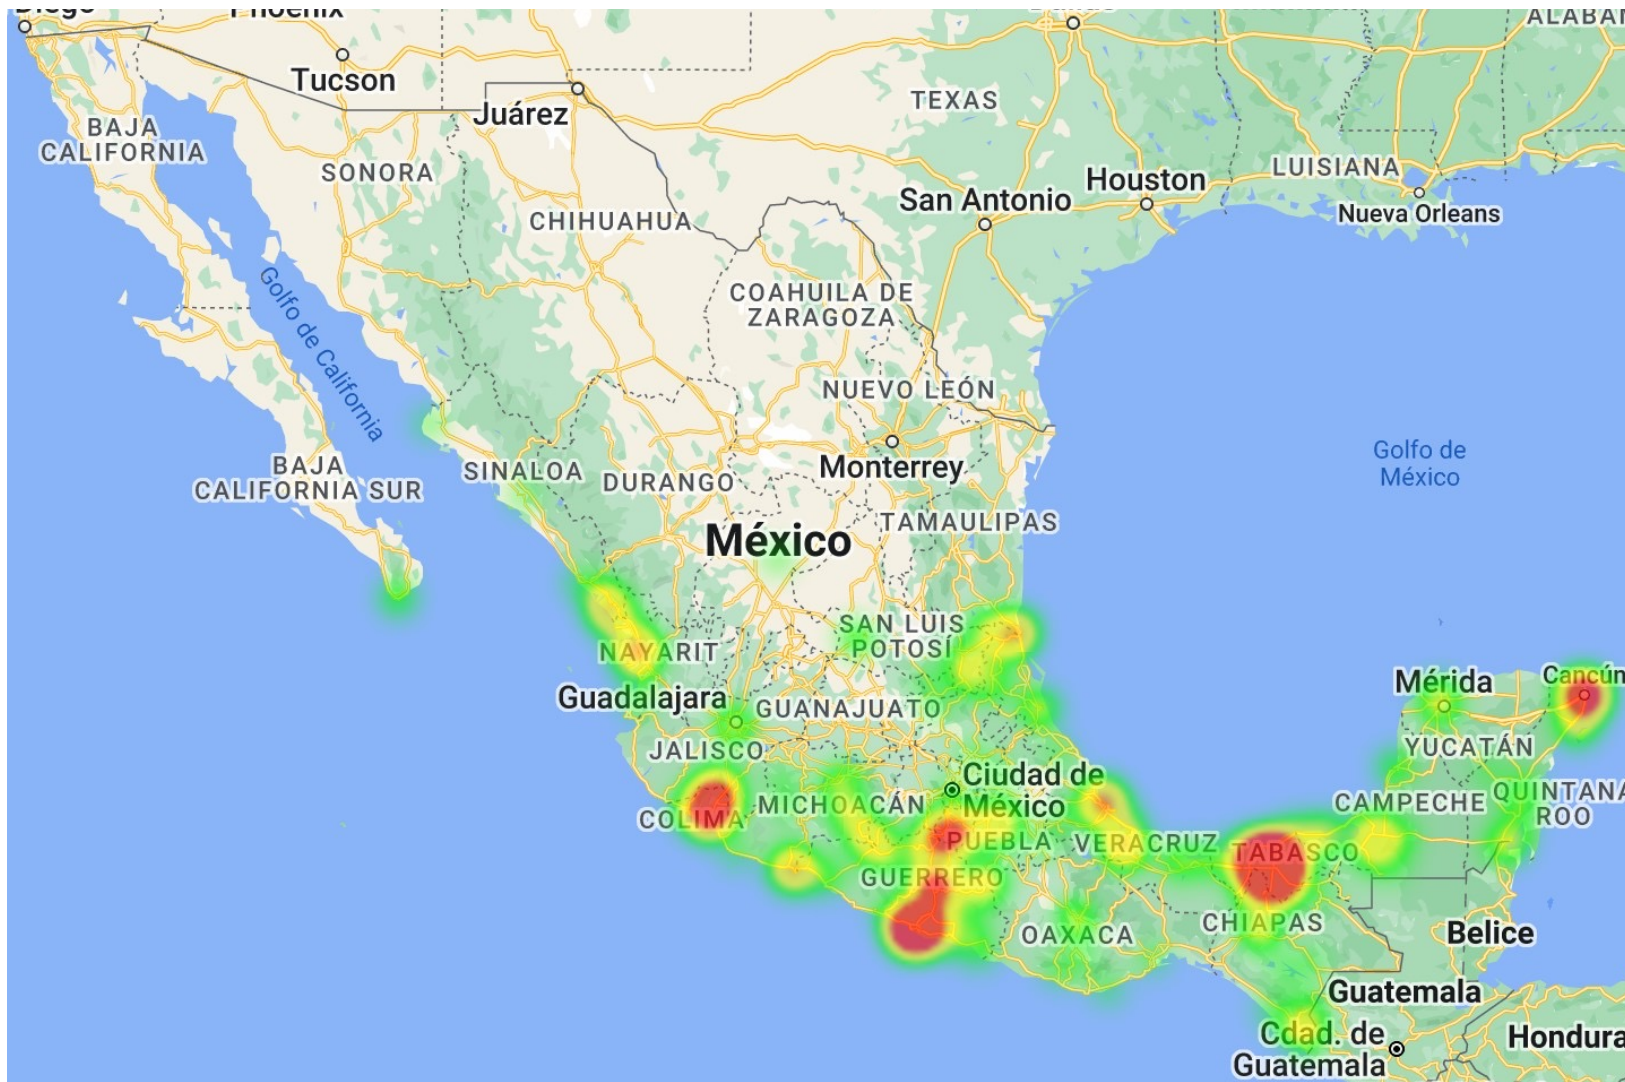 Diego
Phoenix
Tucson
Juárez
BAJA
CALIFORNIA
SONORA
CHIHUAHUA
TEXAS
San Antonio
Houston
LUISIANA
Nueva Orleans
ALABA
COAHUILA DE
ZARAGOZA
Golfo de California
NUEVO LEÓN
Monterrey
BAJA
CALIFORNIA SUR
SINALOA
DURANGO
México
TAMAULIPAS
Golfo de
México
SAN LUIS
POTOSÍ
NAYARIT
Guadalajara
GUANAJUATO
JALISCO
Mérida
Cancún
YUCATÁN
Ciudad de
México
COLIMA
MICHOACÁN
PUEBLA
VERACRUZ
CAMPECHE
QUINTANA
ROO
TABASCO
GUERRERO
OAXACA
CHIAPAS
Belice
Guatemala
Cdad. de
Guatemala
Hondura